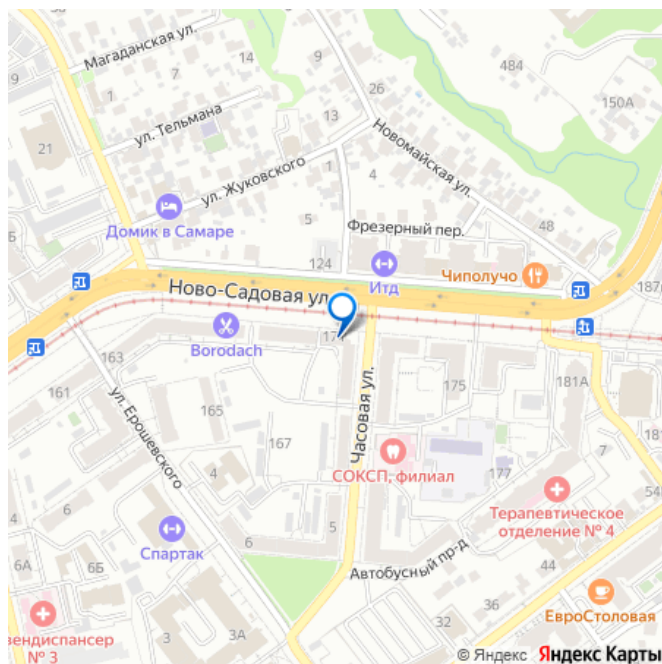 Магаданская ул.
7
14
9
1
26
484
150А
ул. Тельмана
13
21
7
Новомайская ул.
ул. Жуковского
1
4
Домик в Самаре
5
Фрезерный пер.
48
124
Итд
Чиполучо
Ново-Садовая ул.
Borodach
163
161
165
175
181А
ул. Ерошевского
167
Часовая ул.
СОКСП, филиал
177
7
4
Терапевтическое
отделение № 4
Спартак
5
6
6
Автобусный пр-д
44
6А
6Б
ЕвроСтоловая
36
32
3
3А
вендиспансер
№ 3
© Яндекс Яндекс Карты